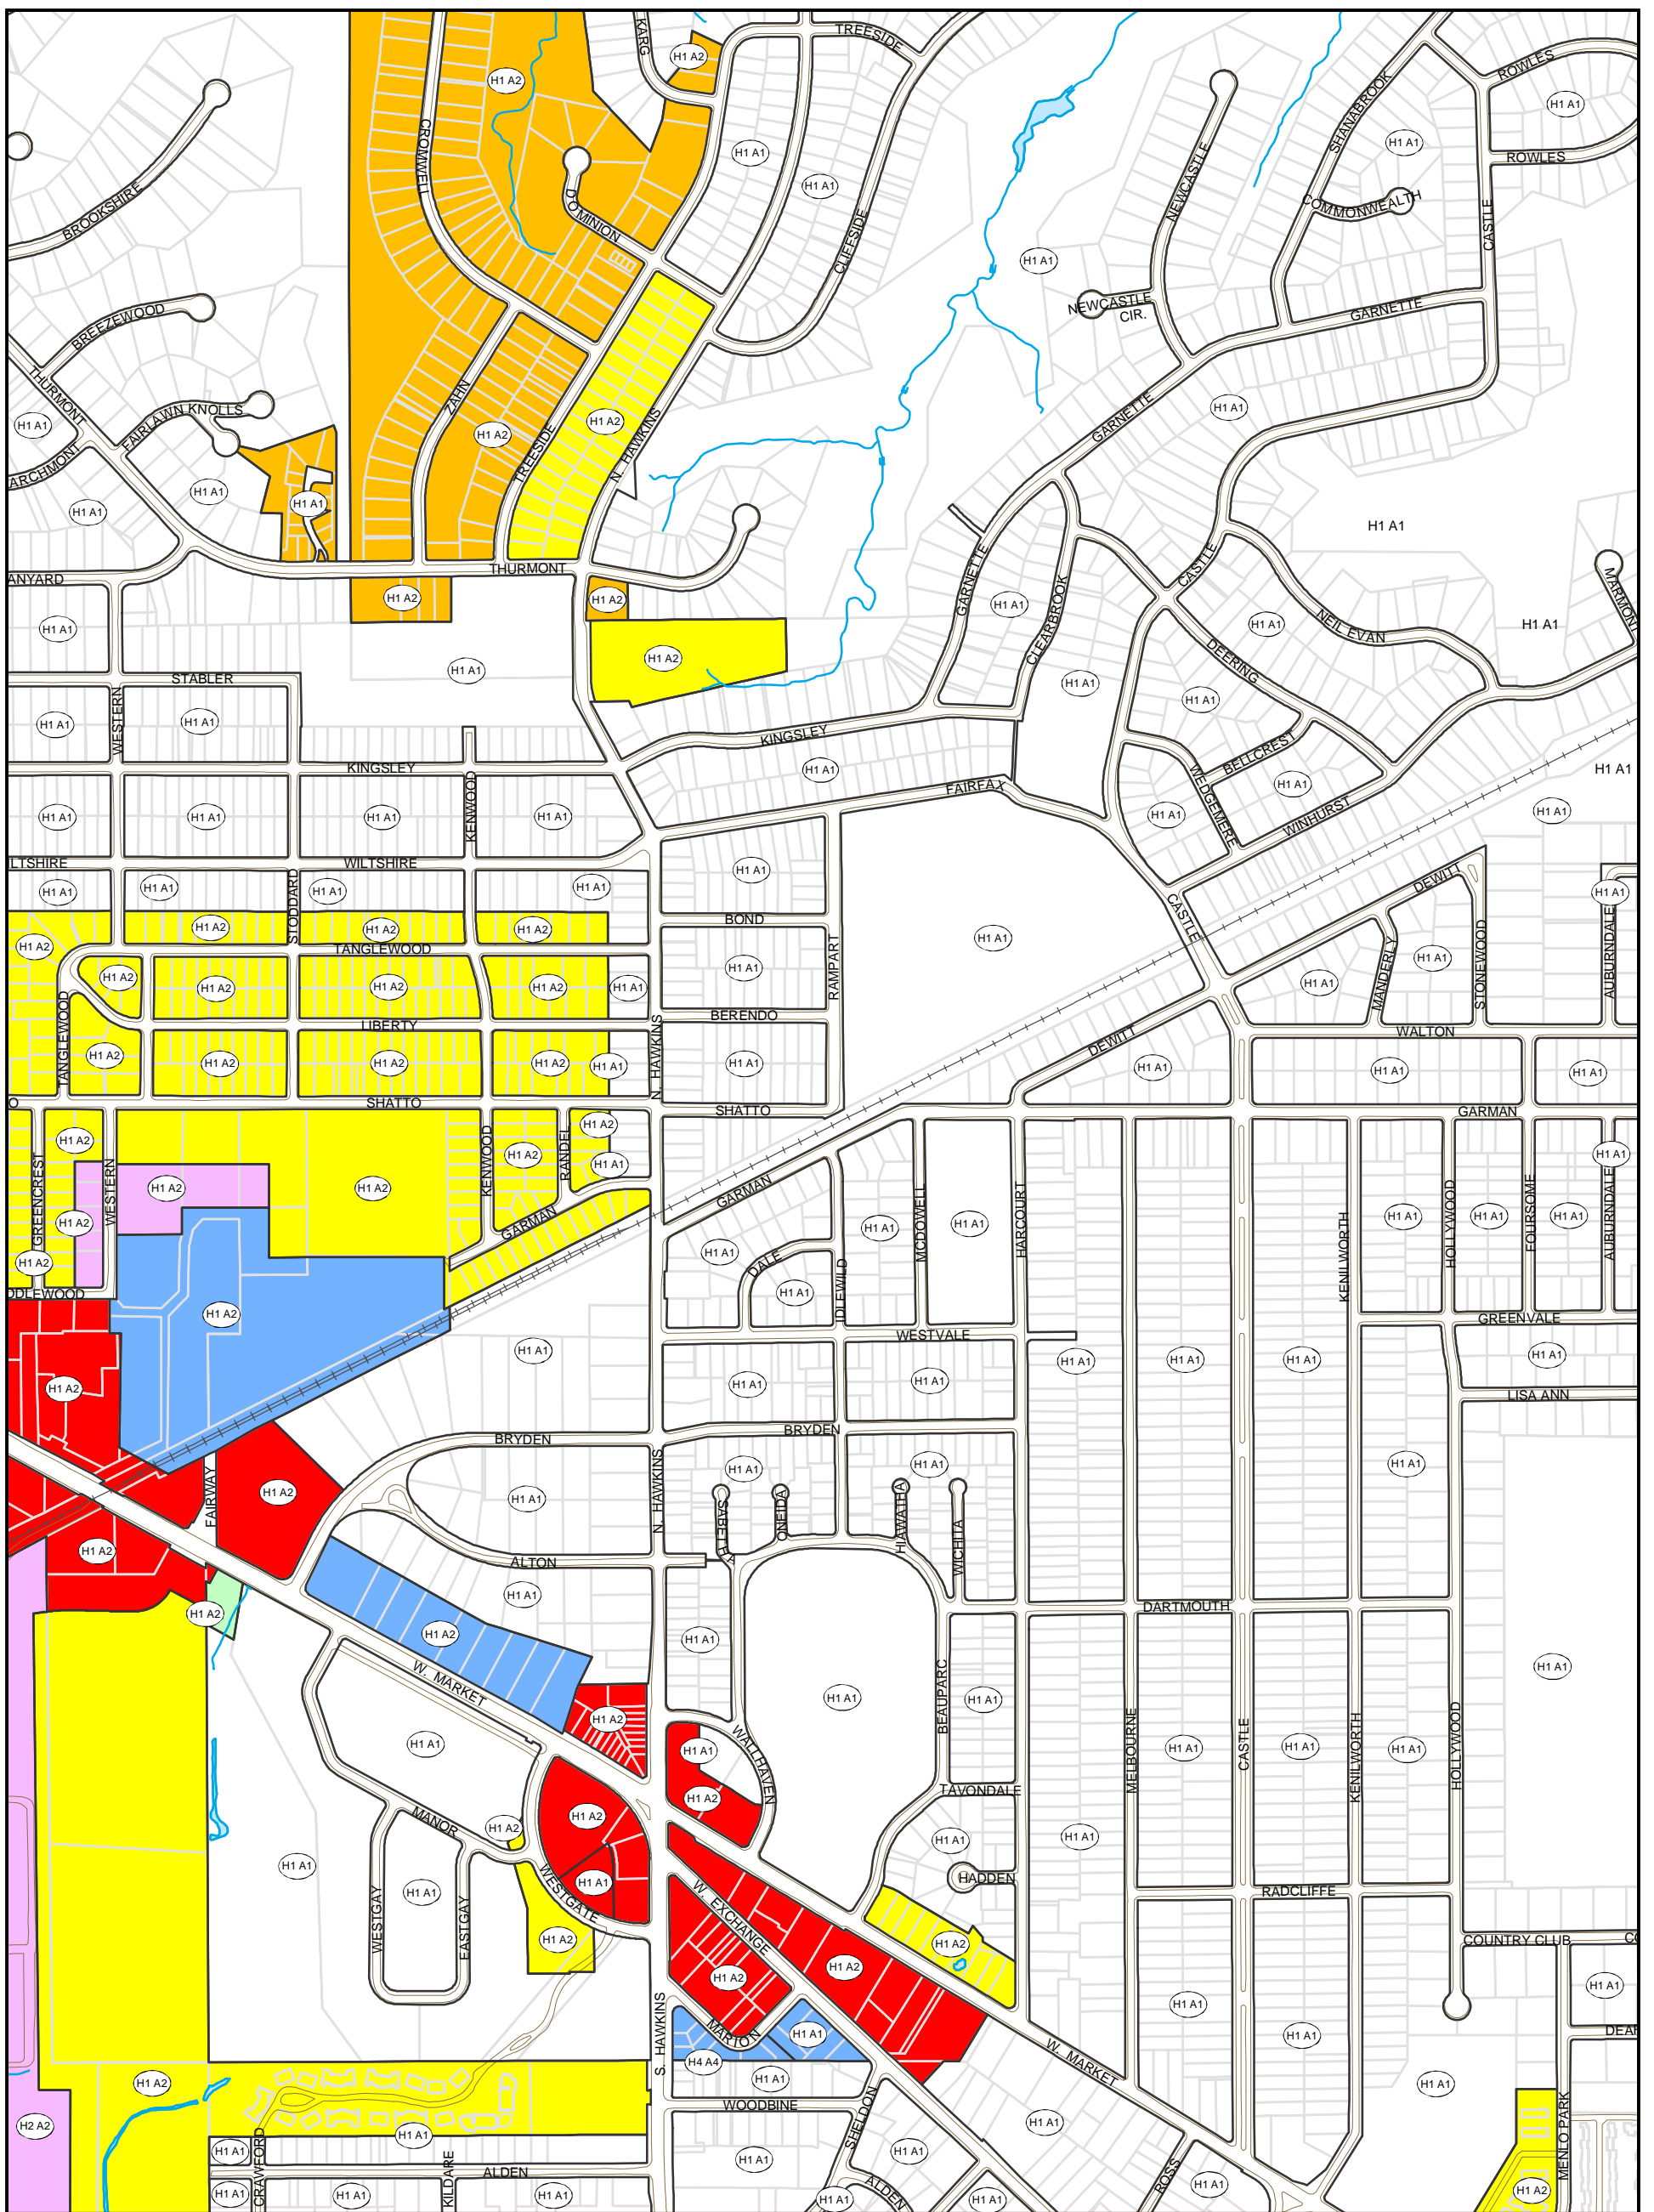 KARG
TREESIDE
H1 A2
H1 A2
ROWLES
SHANABROOK
H1 A1
CROMWELL
H1 A1
H1 A1
ROWLES
NEWCASTLE
H1 A1
BROOKSHIRE
DOMINION
COMMONWEALTH
CASTLE
CLIFFSIDE
H1 A1
NEWCASTLE
CIR.
GARNETTE
BREEZEWOOD
THURMONT
ZAHN
FAIRLAWN KNOLLS
H1 A1
H1 A2
H1 A2
TREESIDE
N. HAWKINS
GARNETTE
H1 A1
ARCHMONT
H1 A1
H1 A1
H1 A1
H1 A1
THURMONT
ANYARD
H1 A2
H1 A2
GARNETTE
H1 A1
CLEARBROOK
CASTLE
MARMONT
H1 A1
H1 A1
NEIL EVAN
H1 A1
DEERING
H1 A1
H1 A2
H1 A1
H1 A1
STABLER
H1 A1
WESTERN
H1 A1
KINGSLEY
BELLCREST
KINGSLEY
H1 A1
WEDGEMERE
H1 A1
H1 A1
FAIRFAX
KENWOOD
H1 A1
H1 A1
H1 A1
H1 A1
H1 A1
WINHURST
H1 A1
ILTSHIRE
WILTSHIRE
H1 A1
DEWITT
H1 A1
H1 A1
H1 A1
H1 A1
H1 A1
STODDARD
CASTLE
BOND
AUBURNDALE
H1 A2
H1 A2
H1 A2
H1 A2
TANGLEWOOD
RAMPART
H1 A1
H1 A1
H1 A1
MANDERLY
STONEWOOD
H1 A2
H1 A2
H1 A2
H1 A2
H1 A1
H1 A1
TANGLEWOOD
LIBERTY
BERENDO
WALTON
N. HAWKINS
DEWITT
H1 A2
H1 A2
H1 A2
H1 A2
H1 A1
H1 A1
H1 A1
H1 A1
H1 A1
O
SHATTO
SHATTO
GARMAN
H1 A2
GREENCREST
WESTERN
KENWOOD
H1 A2
RANDEL
H1 A2
H1 A1
H1 A1
H1 A2
H1 A2
GARMAN
MCDOWELL
HARCOURT
HOLLYWOOD
FOURSOME
AUBURNDALE
H1 A2
GARMAN
H1 A1
H1 A1
H1 A1
H1 A1
H1 A1
H1 A1
H1 A2
DALE
IDLEWILD
KENILWORTH
DDLEWOOD
H1 A1
H1 A2
WESTVALE
GREENVALE
H1 A1
H1 A1
H1 A1
H1 A1
H1 A1
H1 A2
H1 A1
H1 A1
LISA ANN
BRYDEN
BRYDEN
H1 A1
H1 A1
H1 A1
FAIRWAY
H1 A2
H1 A1
N. HAWKINS
SABETHA
ONEIDA
HIAWATHA
WICHITA
H1 A2
ALTON
H1 A1
H1 A2
DARTMOUTH
H1 A2
H1 A1
H1 A1
W. MARKET
H1 A1
BEAUPARC
H1 A1
H1 A2
MELBOURNE
CASTLE
KENILWORTH
HOLLYWOOD
H1 A1
H1 A1
WALLHAVEN
H1 A1
H1 A1
H1 A1
TAVONDALE
H1 A2
H1 A2
MANOR
H1 A2
H1 A1
H1 A1
H1 A1
HADDEN
H1 A1
H1 A1
WESTGATE
W. EXCHANGE
RADCLIFFE
WESTGAY
EASTGAY
H1 A2
H1 A2
COUNTRY CLUB
CO
H1 A2
H1 A2
H1 A1
H1 A1
S. HAWKINS
MARION
H1 A1
H1 A1
DEAR
H4 A4
W. MARKET
H1 A1
H1 A1
H1 A2
WOODBINE
MENLO PARK
H2 A2
SHELDON
H1 A1
H1 A1
H1 A1
CRAWFORD
H1 A1
H1 A1
ALDEN
KILDARE
ROSS
H1 A2
H1 A1
H1 A1
H1 A1
H1 A1
ALDEN
H1 A1
H1 A1